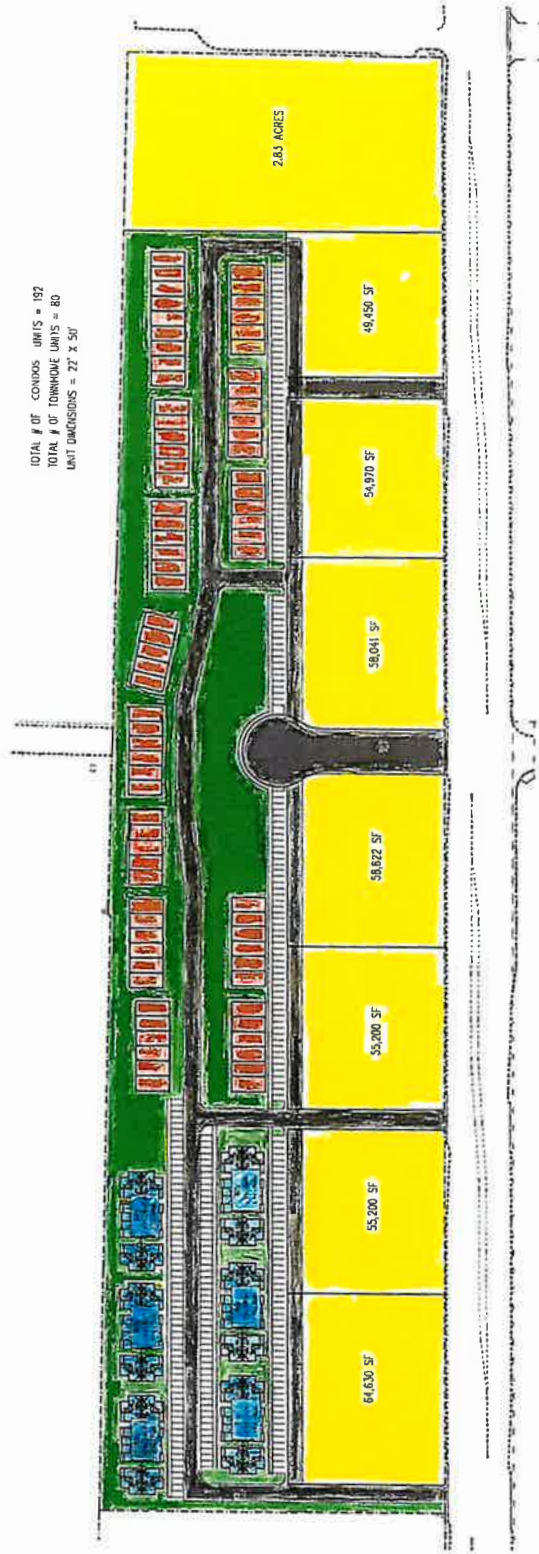 TOTAL # OF CONDOS UNITS = 192
TOTAL # OF TOWNHOME UNITS = 80
UNIT DIMENSIONS = 22' X 50'
2.83 ACRES
49,450 SF
54,970 SF
58,041 SF
58,622 SF
55,200 SF
55,200 SF
64,630 SF